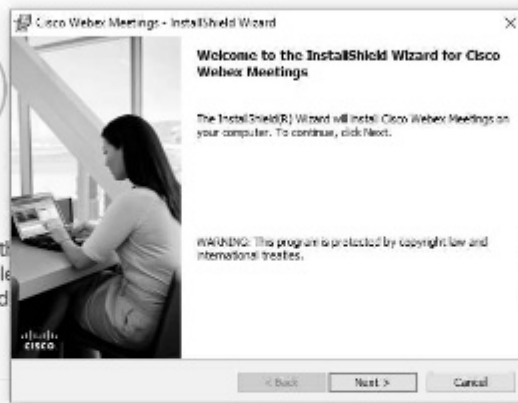 Cisco Webex Meetings - InstallShield Wizard
Welcome to the InstallShield Wizard for Cisco
Webex Meetings
The InstallShield(R) Wizard will install Cisco Webex Meetings on
your computer. To continue, click Next.
WARNING: This program is protected by copyright law and
international treaties.
cisco
< Back
Next >
Cancel